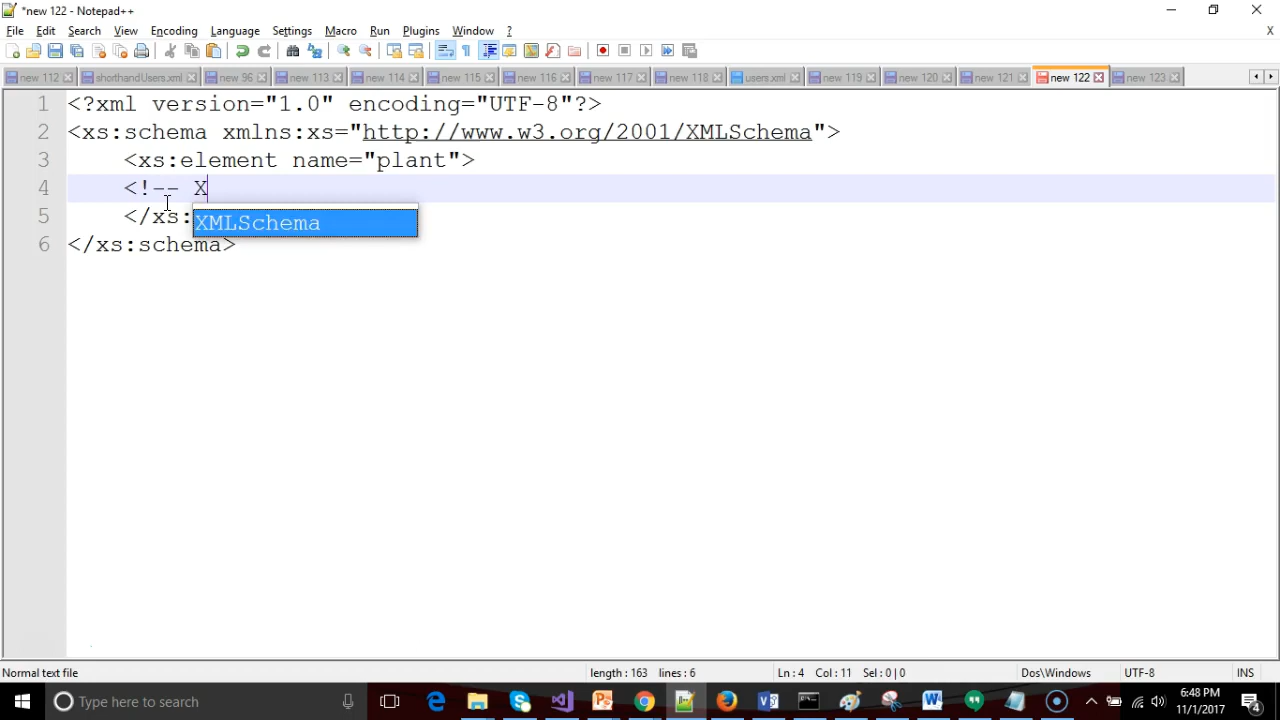 *new 122 - Notepad++
File Edit Search View Encoding Language Settings Macro Run Plugins Window ? X
new 112 shorthandUsers.xml new 96 new 113 new 114 new 115 new 116 new 117 new 11 users.xml new 119 new 120 new 121 new 122 new 123
1 <?xml version="1.0" encoding="UTF-8"?>
2 <xs:schema xmlns:xs="http://www.w3.org/2001/XMLSchema">
3 <xs:element name="plant">
4 <!-- X
5 </xs:
XMLSchema
6 </xs:schema>
Normal text file length : 163 lines : 6 Ln : 4 Col : 11 Sel : 0 | 0 Dos\Windows UTF-8 INS
Type here to search
6:48 PM
11/1/2017
4